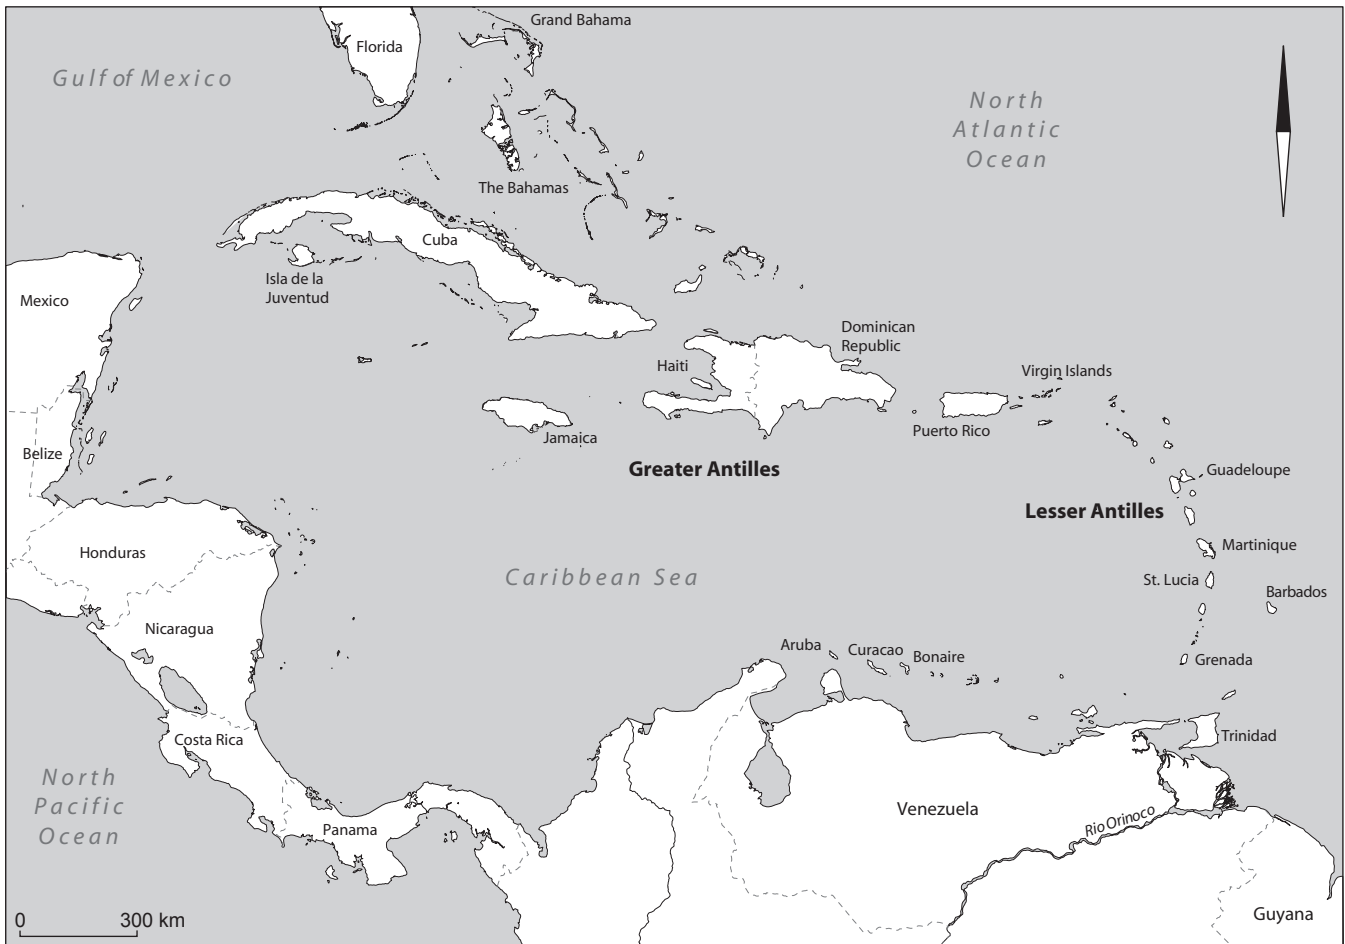 Grand Bahama
Florida
Gulf of Mexico
North
Atlantic
Ocean
The Bahamas
Cuba
Isla de la
Juventud
Mexico
Dominican
Republic
Haiti
Virgin Islands
Puerto Rico
Jamaica
Belize
Greater Antilles
Guadeloupe
Lesser Antilles
Honduras
Martinique
Caribbean Sea
St. Lucia
Barbados
Nicaragua
Aruba
Curacao
Bonaire
Grenada
Costa Rica
Trinidad
North
Pacific
Ocean
Venezuela
Rio Orinoco
Panama
0
300 km
Guyana